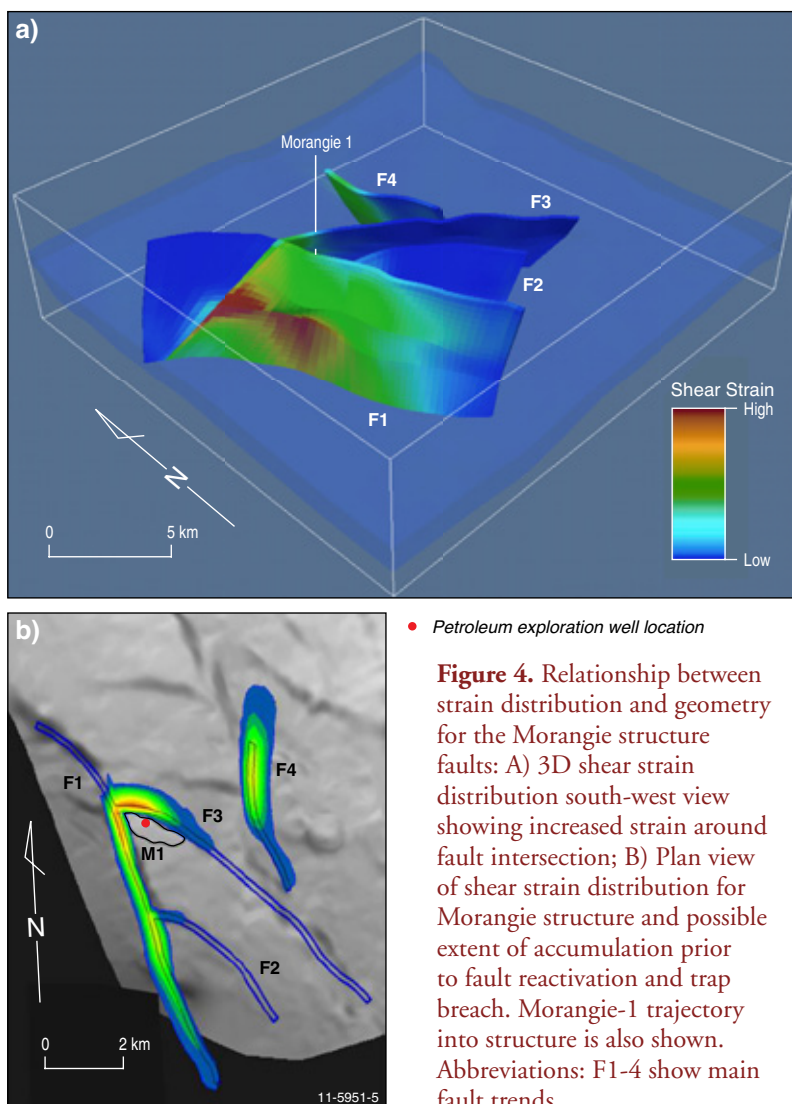 a)
Morangie 1
F4
F3
F2
F1
Shear Strain
High
Low
N
0 5 km
b)
F1
F4
F3
M1
F2
N
0 2 km
11-5951-5
Petroleum exploration well location
Figure 4. Relationship between
strain distribution and geometry
for the Morangie structure
faults: A) 3D shear strain
distribution south-west view
showing increased strain around
fault intersection; B) Plan view
of shear strain distribution for
Morangie structure and possible
extent of accumulation prior
to fault reactivation and trap
breach. Morangie-1 trajectory
into structure is also shown.
Abbreviations: F1-4 show main
fault trends